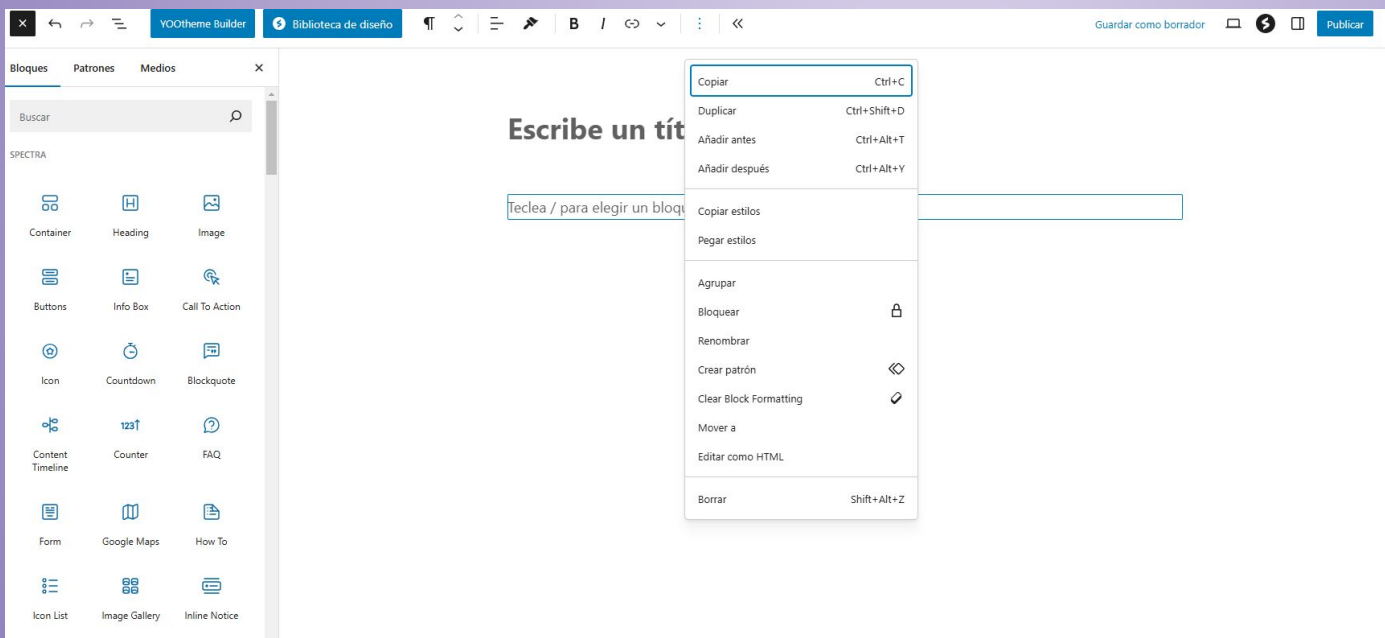 YOOtheme Builder
Biblioteca de diseño
B I
Guardar como borrador
Publicar
Bloques Patrones Medios
Buscar
SPECTRA
Container Heading Image
Buttons Info Box Call To Action
Icon Countdown Blockquote
123
Content Timeline Counter FAQ
Form Google Maps How To
Icon List Image Gallery Inline Notice
Escribe un tít
Teclea / para elegir un bloqu
Copiar Ctrl+C
Duplicar Ctrl+Shift+D
Añadir antes Ctrl+Alt+T
Añadir después Ctrl+Alt+Y
Copiar estilos
Pegar estilos
Agrupar
Bloquear
Renombrar
Crear patrón
Clear Block Formatting
Mover a
Editar como HTML
Borrar Shift+Alt+Z